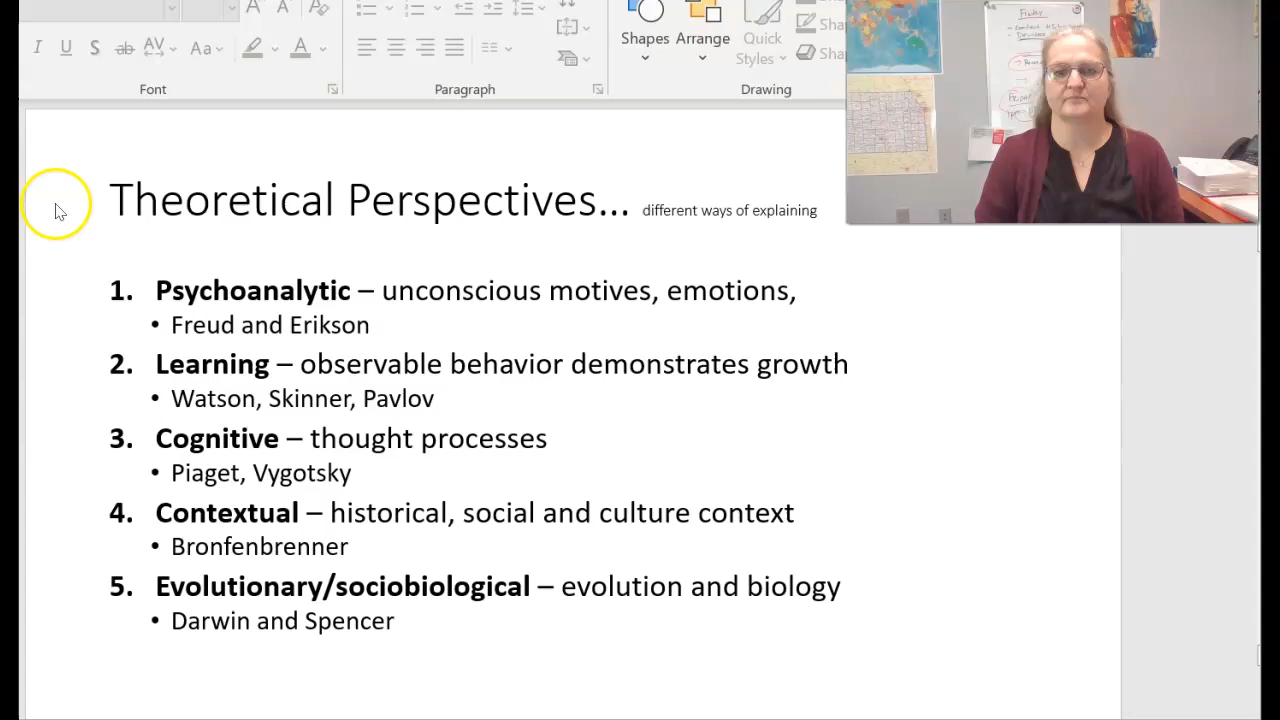 Shapes
Arrange
Quick
Styles
Font
Paragraph
Drawing
Friday
Theoretical Perspectives... different ways of explaining
1. Psychoanalytic – unconscious motives, emotions,
• Freud and Erikson
2. Learning – observable behavior demonstrates growth
• Watson, Skinner, Pavlov
3. Cognitive – thought processes
• Piaget, Vygotsky
4. Contextual – historical, social and culture context
• Bronfenbrenner
5. Evolutionary/sociobiological – evolution and biology
• Darwin and Spencer